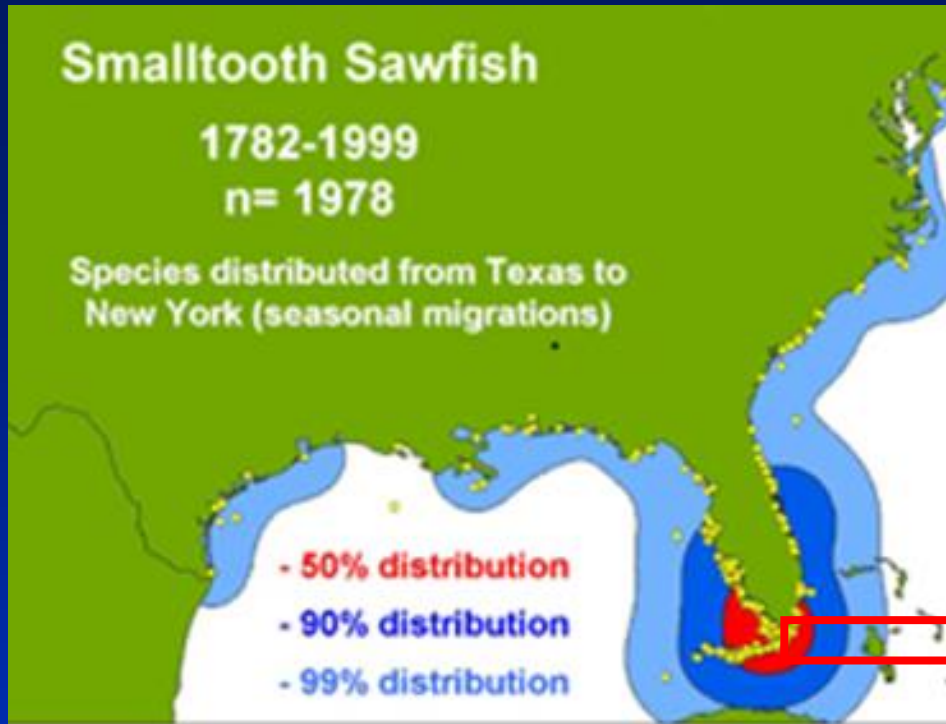 Smalltooth Sawfish
1782-1999
n= 1978
Species distributed from Texas to
New York (seasonal migrations)
- 50% distribution
- 90% distribution
- 99% distribution